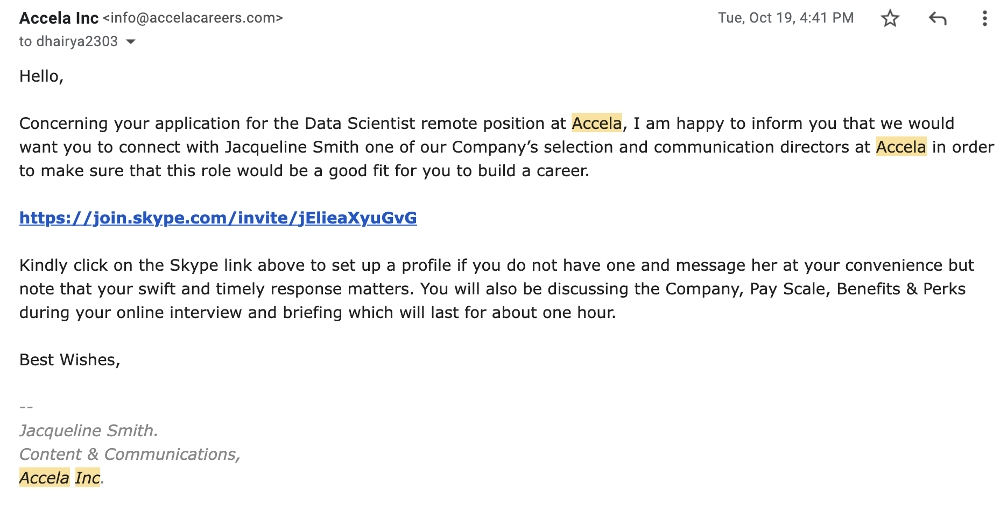 Accela Inc <info@accelacareers.com>
Tue, Oct 19, 4:41 PM
to dhairya2303
Hello,
Concerning your application for the Data Scientist remote position at Accela, I am happy to inform you that we would
want you to connect with Jacqueline Smith one of our Company’s selection and communication directors at Accela in order
to make sure that this role would be a good fit for you to build a career.
https://join.skype.com/invite/jElieaXyuGvG
Kindly click on the Skype link above to set up a profile if you do not have one and message her at your convenience but
note that your swift and timely response matters. You will also be discussing the Company, Pay Scale, Benefits & Perks
during your online interview and briefing which will last for about one hour.
Best Wishes,
--
Jacqueline Smith.
Content & Communications,
Accela Inc.